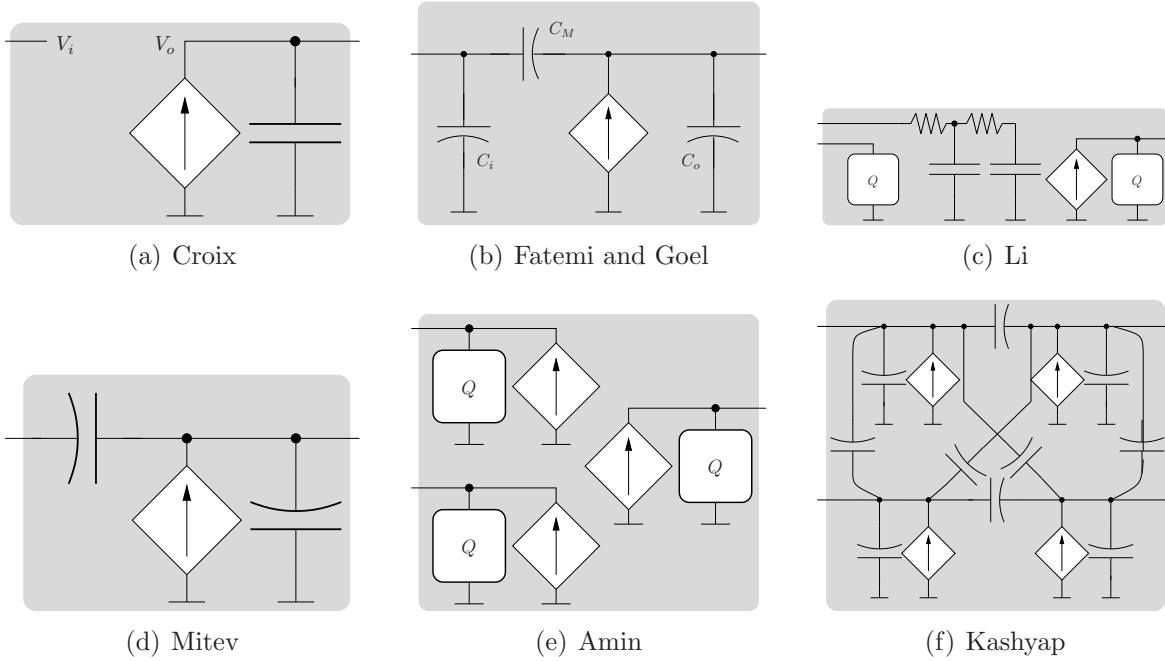 V_i V_o
C_M
C_i C_o
Q Q
(a) Croix
(b) Fatemi and Goel
(c) Li
Q
Q
Q
(d) Mitev
(e) Amin
(f) Kashyap